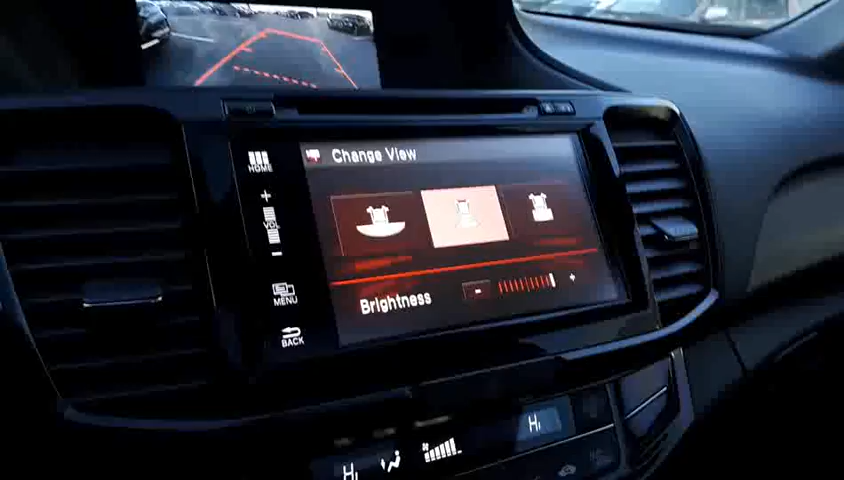 Change View
HOME
+
VOL
-
MENU
Brightness - +
BACK
HI
HI